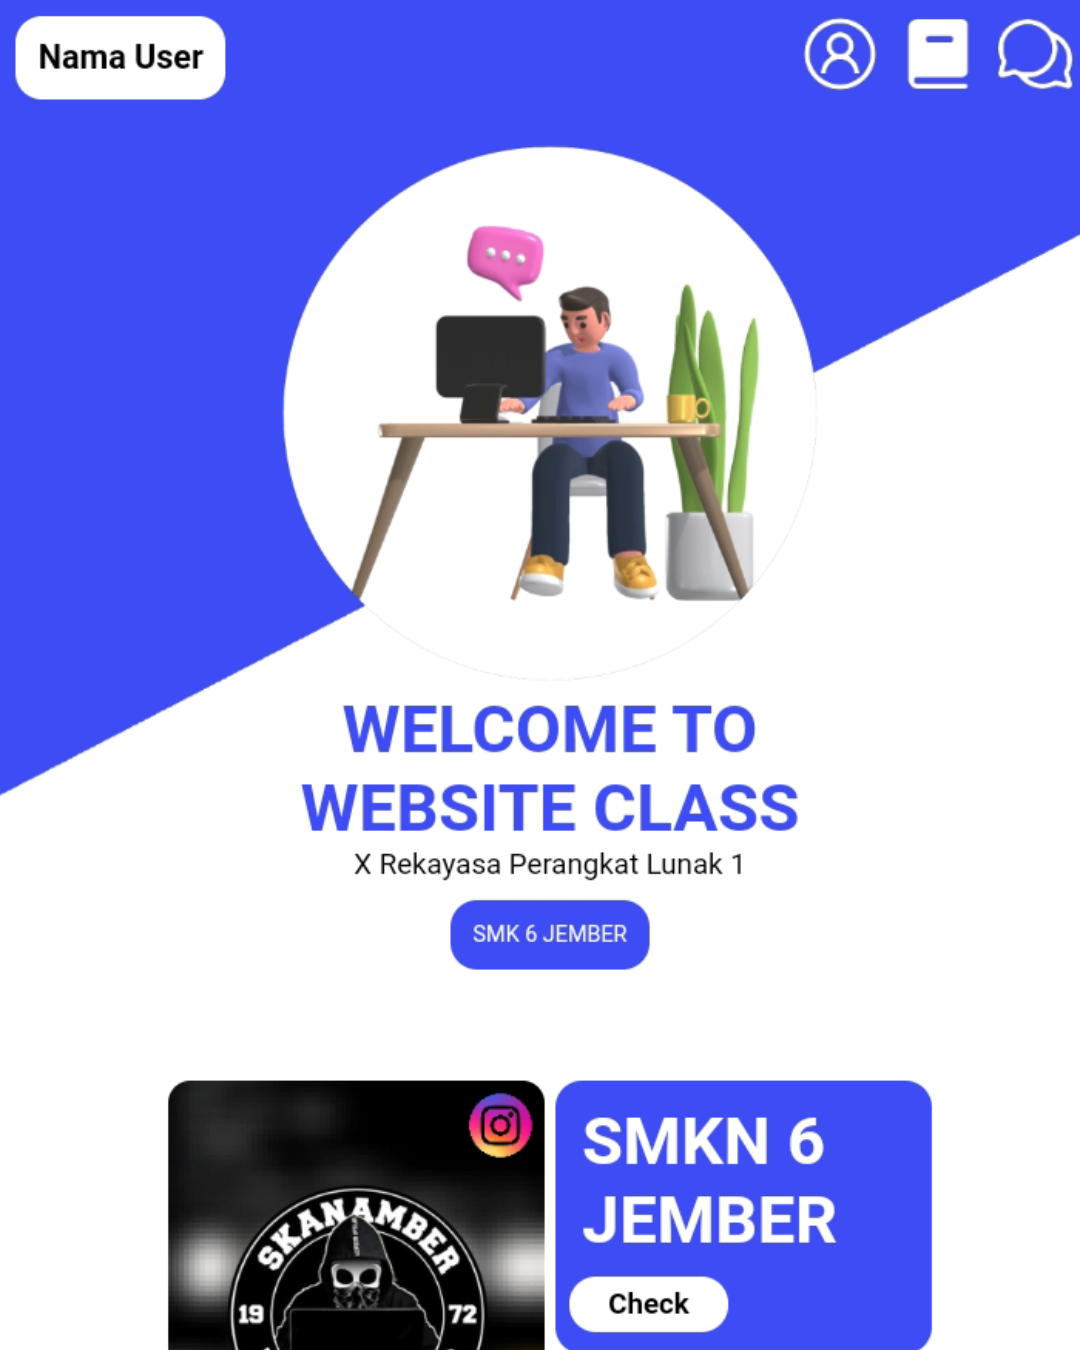 Nama User
WELCOME TO
WEBSITE CLASS
X Rekayasa Perangkat Lunak 1
SMK 6 JEMBER
SKANAMBER
19 72
SMKN 6
JEMBER
Check